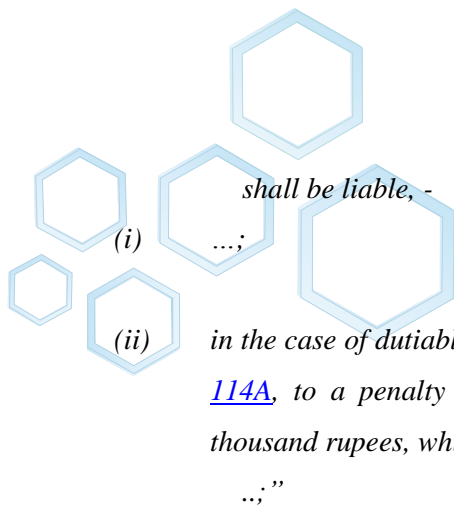 shall be liable, -
(i) ...;
(ii) in the case of dutiabl
114A, to a penalty
thousand rupees, wh
..;”